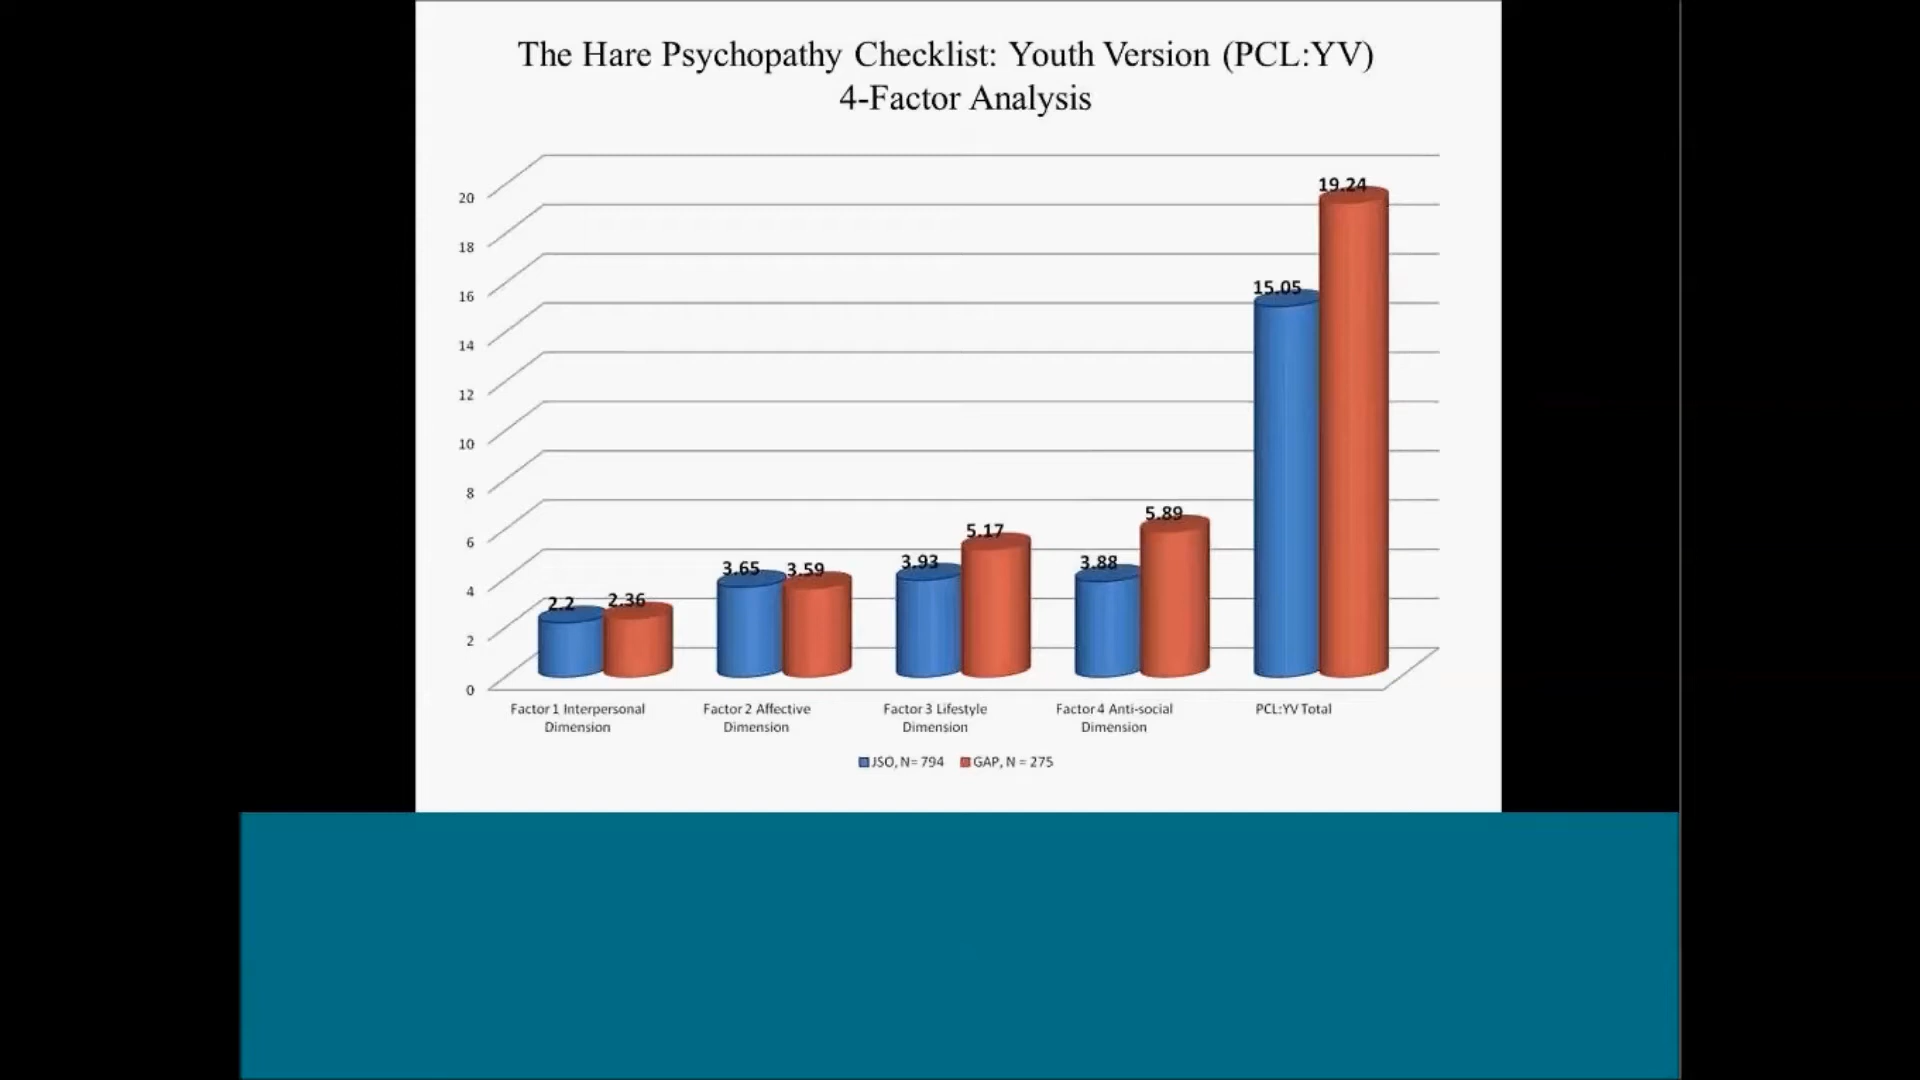 The Hare Psychopathy Checklist: Youth Version (PCL:YV)
4-Factor Analysis
20
18
16
14
12
10
8
6
4
2
0
2.2
2.36
3.65
3.59
3.93
5.17
3.88
5.89
15.05
19.24
Factor 1 Interpersonal
Dimension
Factor 2 Affective
Dimension
Factor 3 Lifestyle
Dimension
Factor 4 Anti-social
Dimension
PCL:YV Total
JSO, N= 794
GAP, N = 275